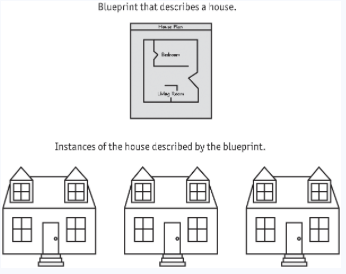 Blueprint that describes a house.
House Plan
Bedroom
Living Room
Instances of the house described by the blueprint.